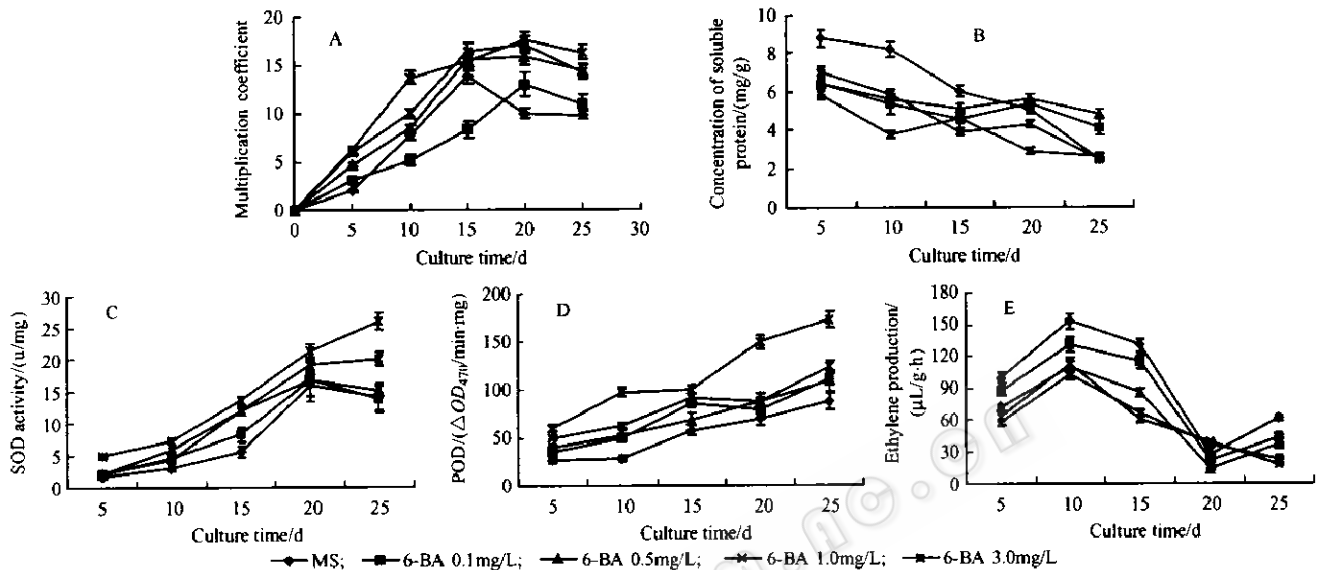 A
Multiplication coefficient
20
15
10
5
0
0 5 10 15 20 25 30
Culture time/d
B
Concentration of soluble
protein/(mg/g)
10
8
6
4
2
0
5 10 15 20 25
Culture time/d
C
SOD activity/(u/mg)
30
25
20
15
10
5
0
5 10 15 20 25
Culture time/d
D
POD/(△OD470/min·mg)
200
150
100
50
0
5 10 15 20 25
Culture time/d
E
Ethylene production/
(μL/g·h)
180
150
120
90
60
30
0
5 10 15 20 25
Culture time/d
MS; 6-BA 0.1mg/L; 6-BA 0.5mg/L; 6-BA 1.0mg/L; 6-BA 3.0mg/L